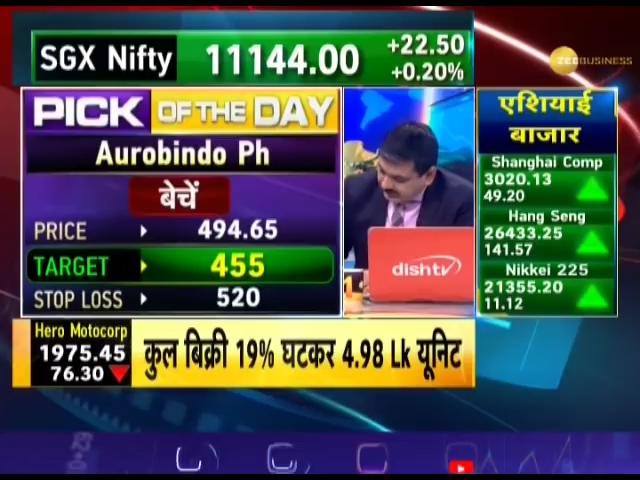 SGX Nifty 11144.00 +22.50
+0.20%
ZEEBUSINESS
PICK OF THE DAY
Aurobindo Ph
बेचें
PRICE 494.65
TARGET 455
STOP LOSS 520
dishtv
1
एशियाई
बाजार
Shanghai Comp
3020.13
49.20
Hang Seng
26433.25
141.57
Nikkei 225
21355.20
11.12
Hero Motocorp
1975.45
76.30
कुल बिक्री 19% घटकर 4.98 Lk यूनिट